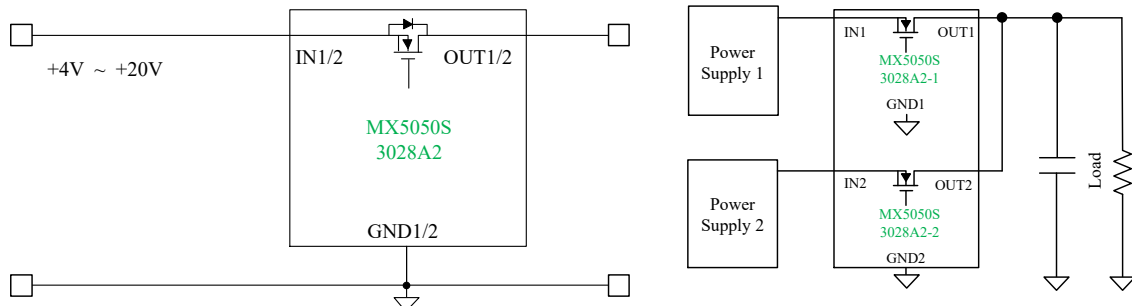 IN1/2
OUT1/2
+4V ~ +20V
MX5050S
3028A2
GND1/2
Power
Supply 1
IN1
OUT1
MX5050S
3028A2-1
GND1
Power
Supply 2
IN2
OUT2
MX5050S
3028A2-2
GND2
Load